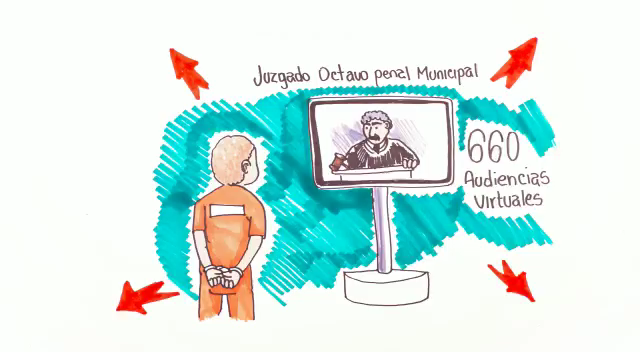 Juzgado Octavo penal Municipal
660
Audiencias
virtuales